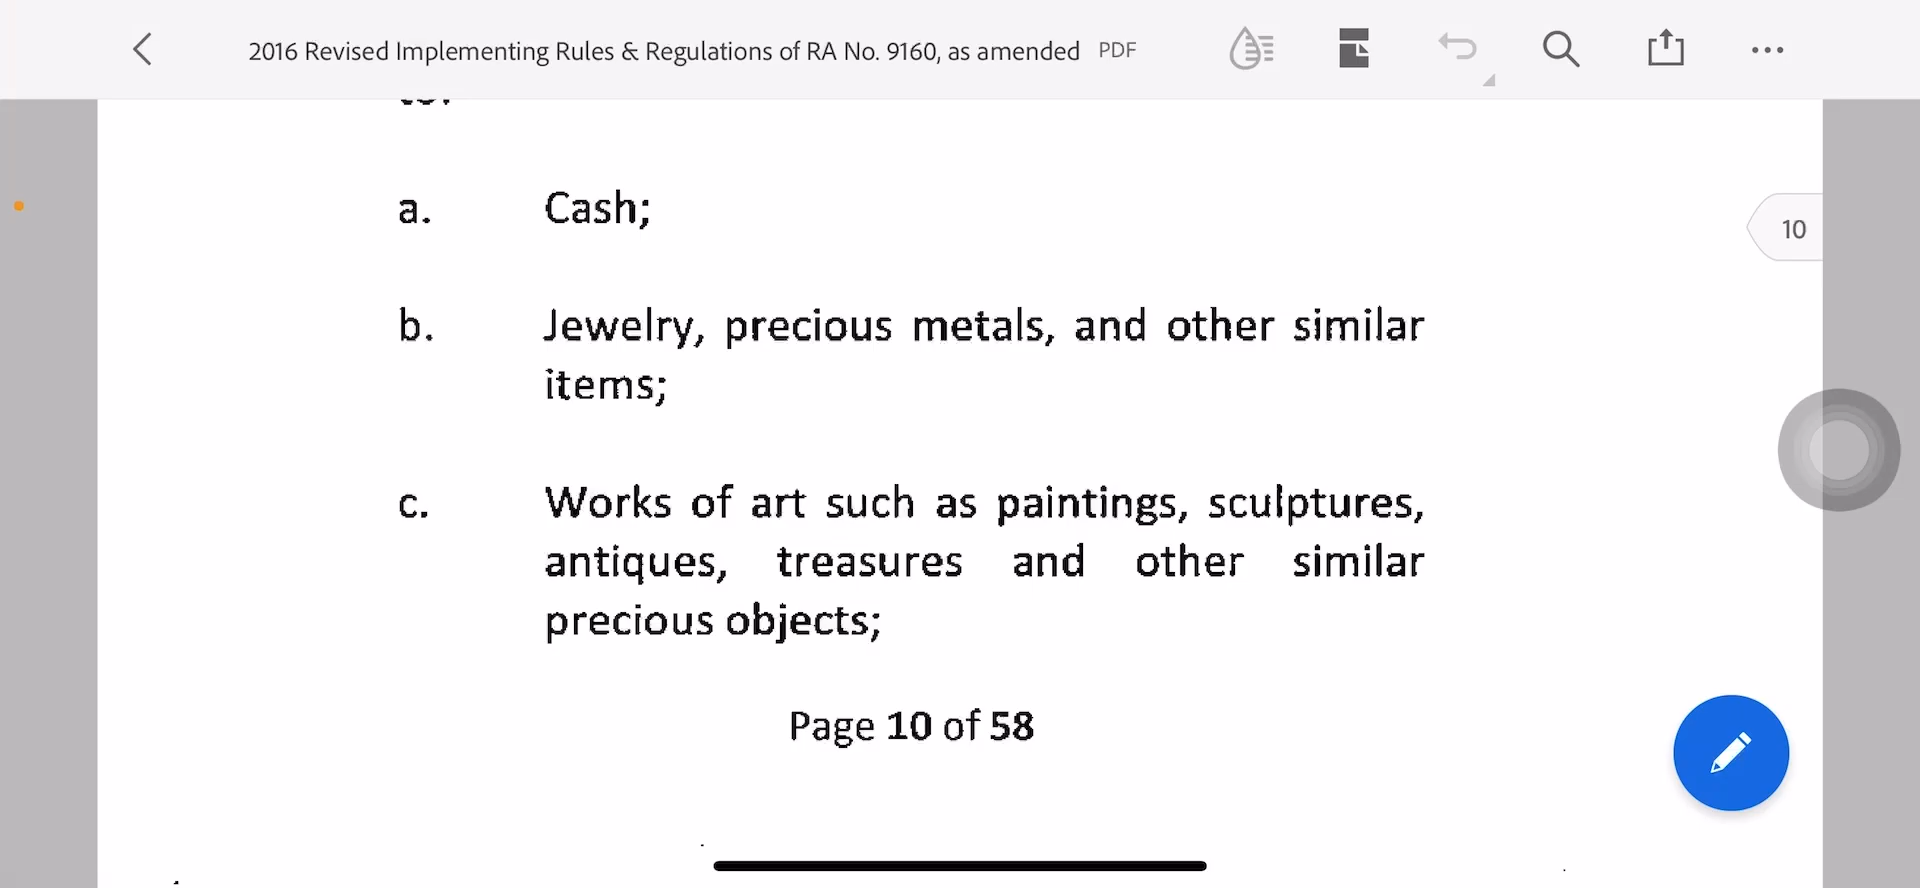 2016 Revised Implementing Rules & Regulations of RA No. 9160, as amended PDF
a. Cash;
10
b. Jewelry, precious metals, and other similar
items;
c. Works of art such as paintings, sculptures,
antiques, treasures and other similar
precious objects;
Page 10 of 58